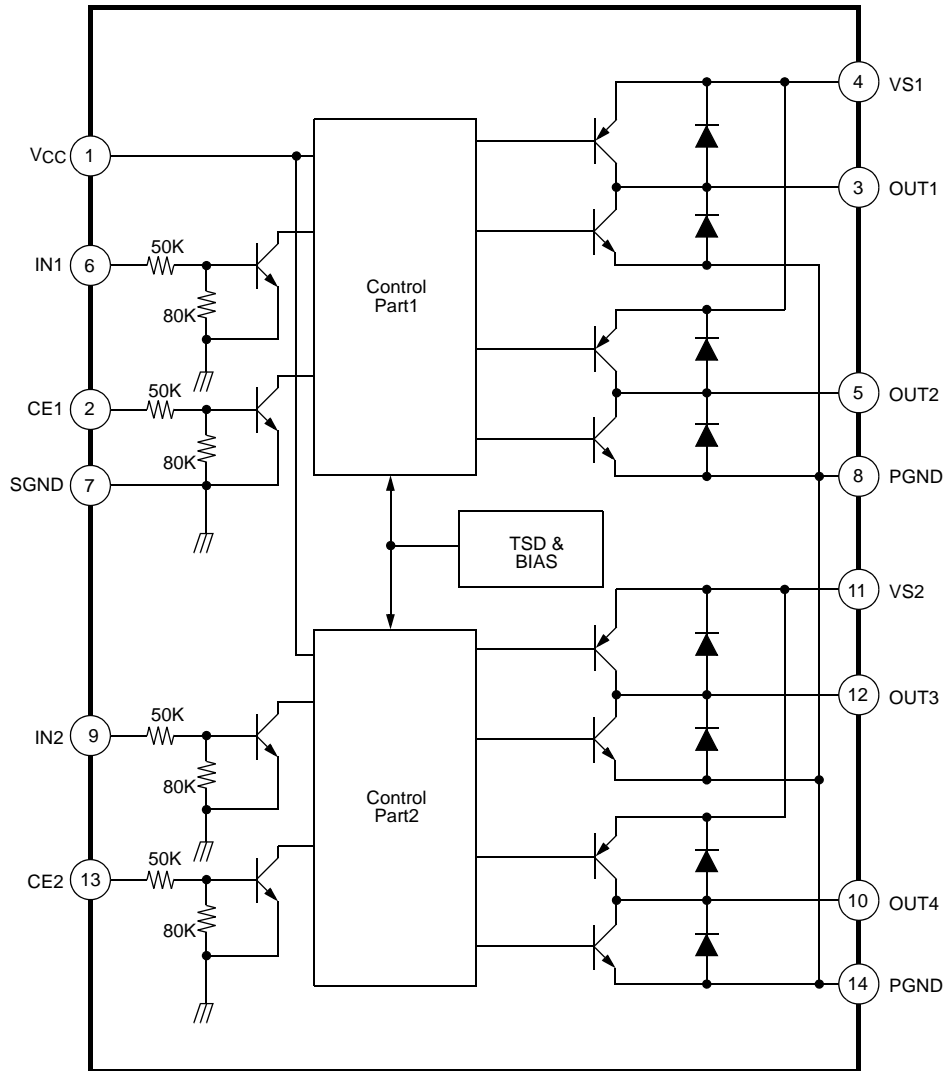 4 VS1
VCC 1
3 OUT1
50K
IN1 6
Control
Part1
80K
50K
CE1 2
5 OUT2
80K
SGND 7
8 PGND
TSD &
BIAS
11 VS2
12 OUT3
50K
IN2 9
80K
Control
Part2
50K
CE2 13
10 OUT4
80K
14 PGND